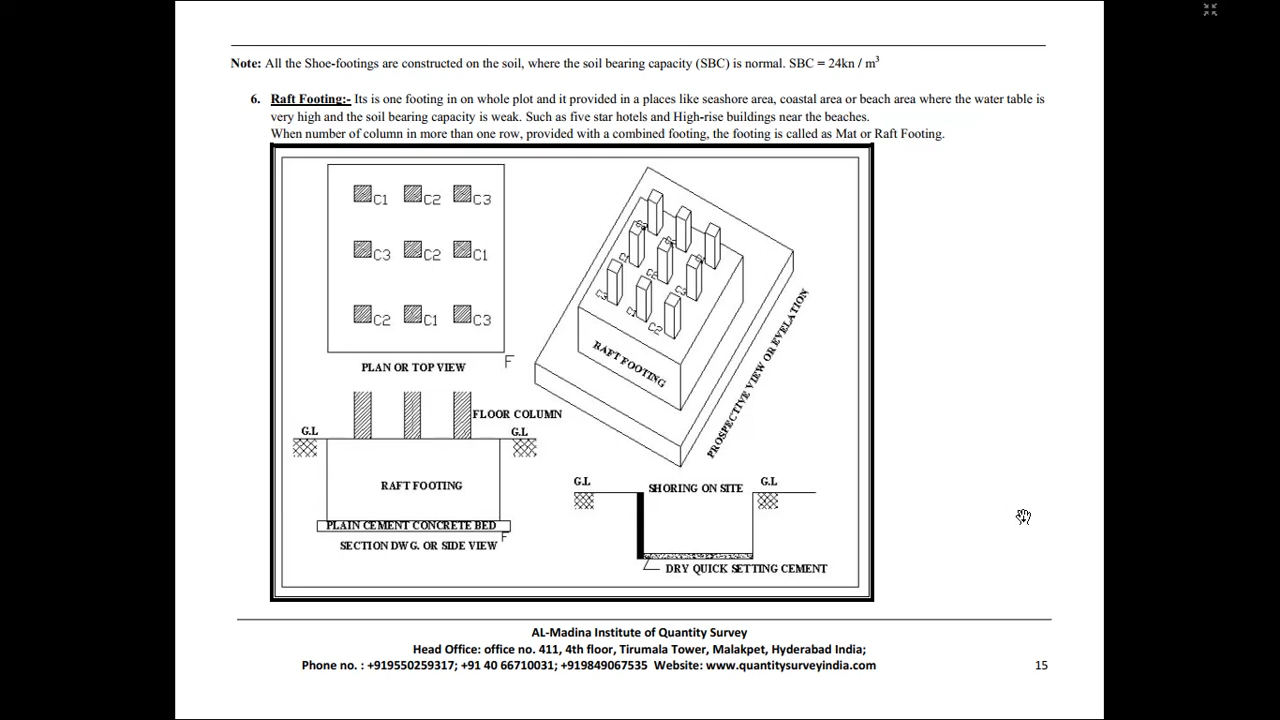 Note: All the Shoe-footings are constructed on the soil, where the soil bearing capacity (SBC) is normal. SBC = 24kn / m3
6. Raft Footing:- Its is one footing in on whole plot and it provided in a places like seashore area, coastal area or beach area where the water table is
very high and the soil bearing capacity is weak. Such as five star hotels and High-rise buildings near the beaches.
When number of column in more than one row, provided with a combined footing, the footing is called as Mat or Raft Footing.
C1 C2 C3
C3 C2 C1
C2 C1 C3
F
PLAN OR TOP VIEW
FLOOR COLUMN
G.L
G.L
RAFT FOOTING
PLAIN CEMENT CONCRETE BED
F
SECTION DWG. OR SIDE VIEW
C1
C2
C3
C3
C1
C2
RAFT FOOTING
PROSPECTIVE VIEW OR EVELATION
G.L
SHORING ON SITE
G.L
DRY QUICK SETTING CEMENT
AL-Madina Institute of Quantity Survey
Head Office: office no. 411, 4th floor, Tirumala Tower, Malakpet, Hyderabad India;
Phone no. : +919550259317; +91 40 66710031; +919849067535 Website: www.quantitysurveyindia.com
15